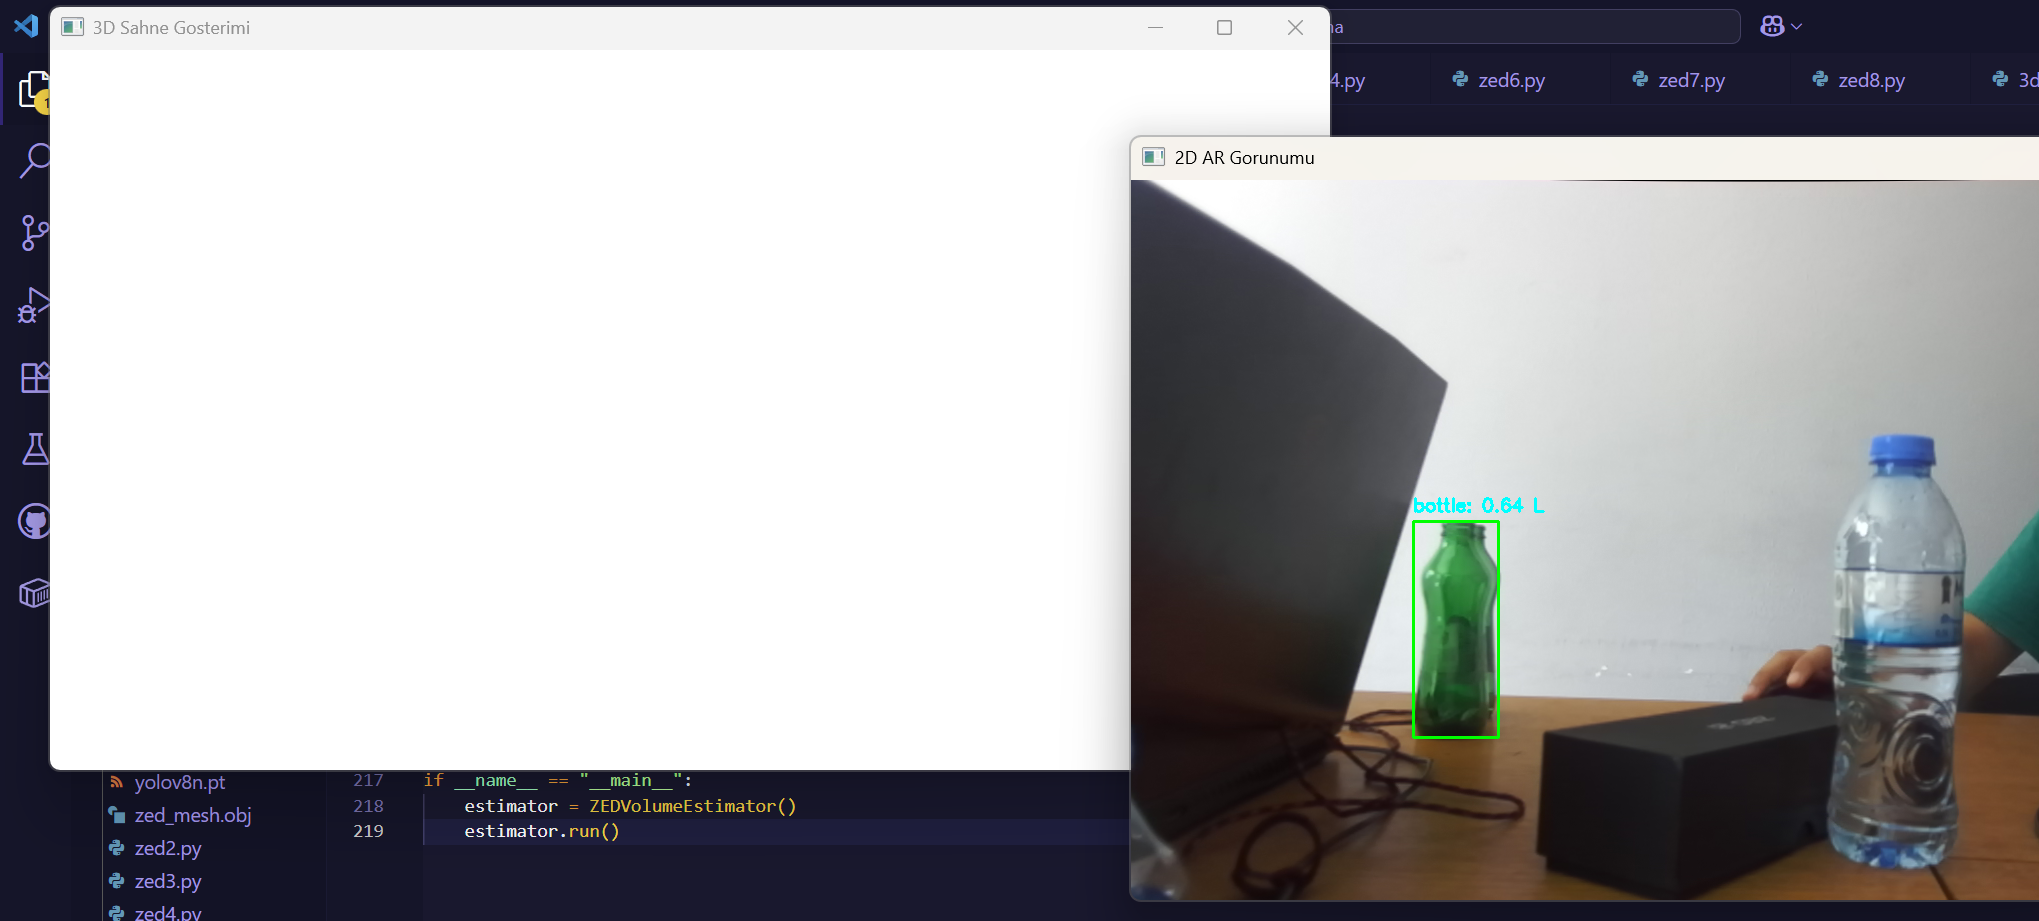 3D Sahne Gosterimi
na
4.py
zed6.py
zed7.py
zed8.py
3d
1
2D AR Gorunumu
bottle: 0.64 L
yolov8n.pt
zed_mesh.obj
zed2.py
zed3.py
zed4.py
217 if __name__ == "__main__":
218 estimator = ZEDVolumeEstimator()
219 estimator.run()